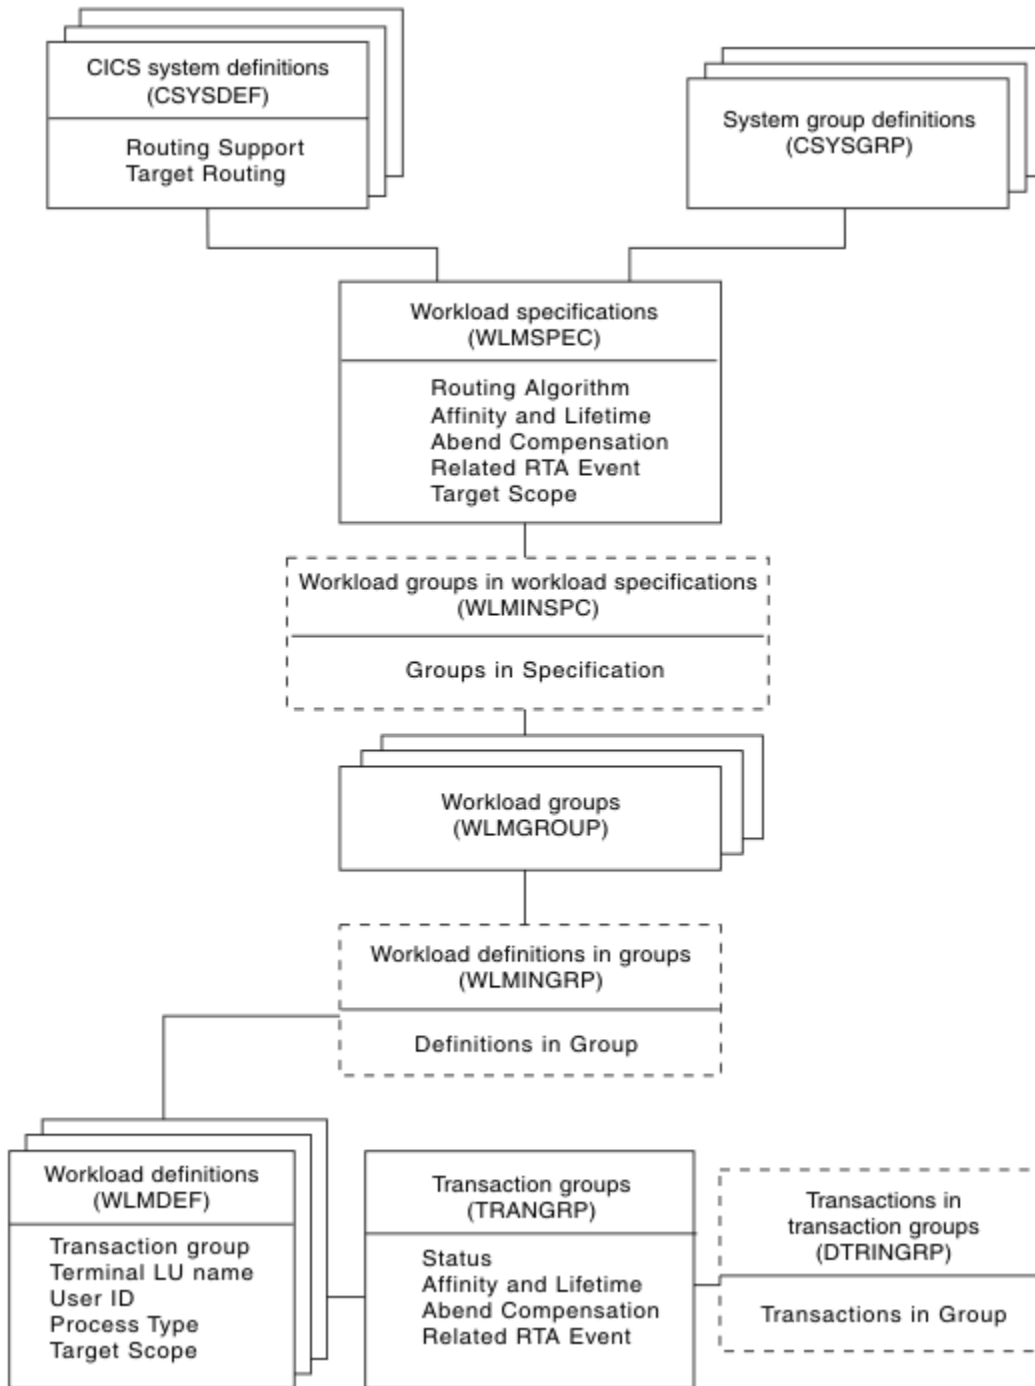 CICS system definitions
(CSYSDEF)
Routing Support
Target Routing
System group definitions
(CSYSGRP)
Workload specifications
(WLMSPEC)
Routing Algorithm
Affinity and Lifetime
Abend Compensation
Related RTA Event
Target Scope
Workload groups in workload specifications
(WLMINSPC)
Groups in Specification
Workload groups
(WLMGROUP)
Workload definitions in groups
(WLMINGRP)
Definitions in Group
Workload definitions
(WLMDEF)
Transaction group
Terminal LU name
User ID
Process Type
Target Scope
Transaction groups
(TRANGRP)
Status
Affinity and Lifetime
Abend Compensation
Related RTA Event
Transactions in
transaction groups
(DTRINGRP)
Transactions in Group